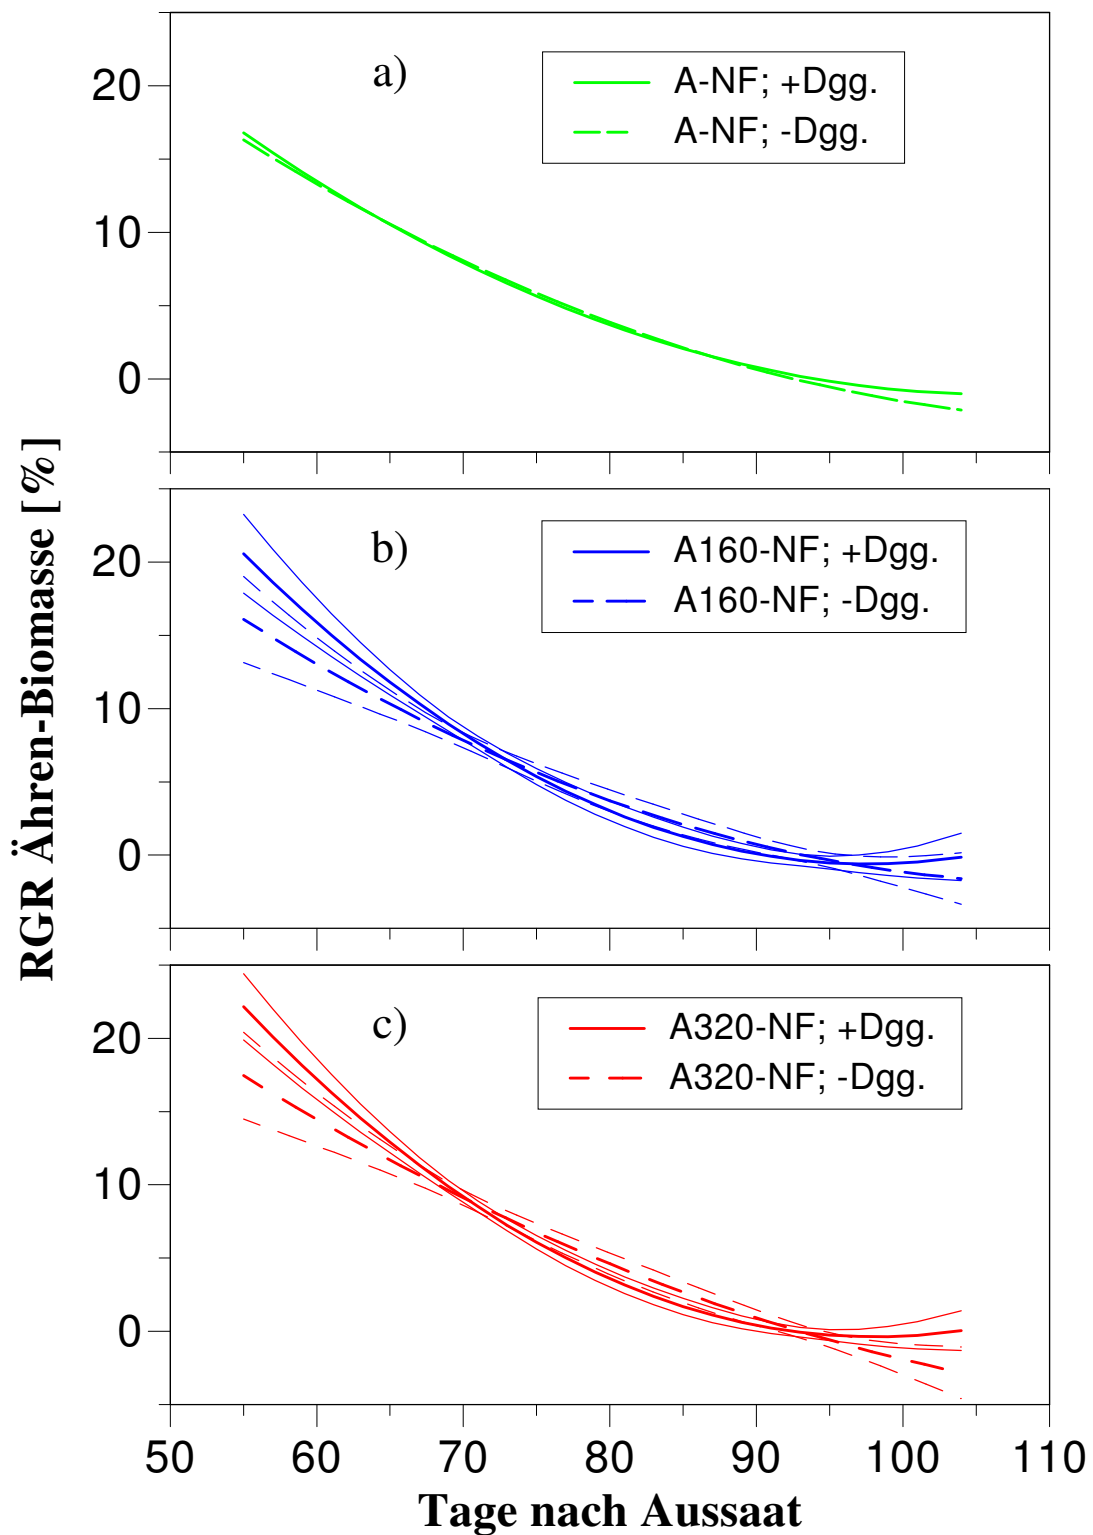 RGR Ähren-Biomasse [%]
a)
A-NF; +Dgg.
A-NF; -Dgg.
20
10
0
b)
A160-NF; +Dgg.
A160-NF; -Dgg.
20
10
0
c)
A320-NF; +Dgg.
A320-NF; -Dgg.
20
10
0
50 60 70 80 90 100 110
Tage nach Aussaat